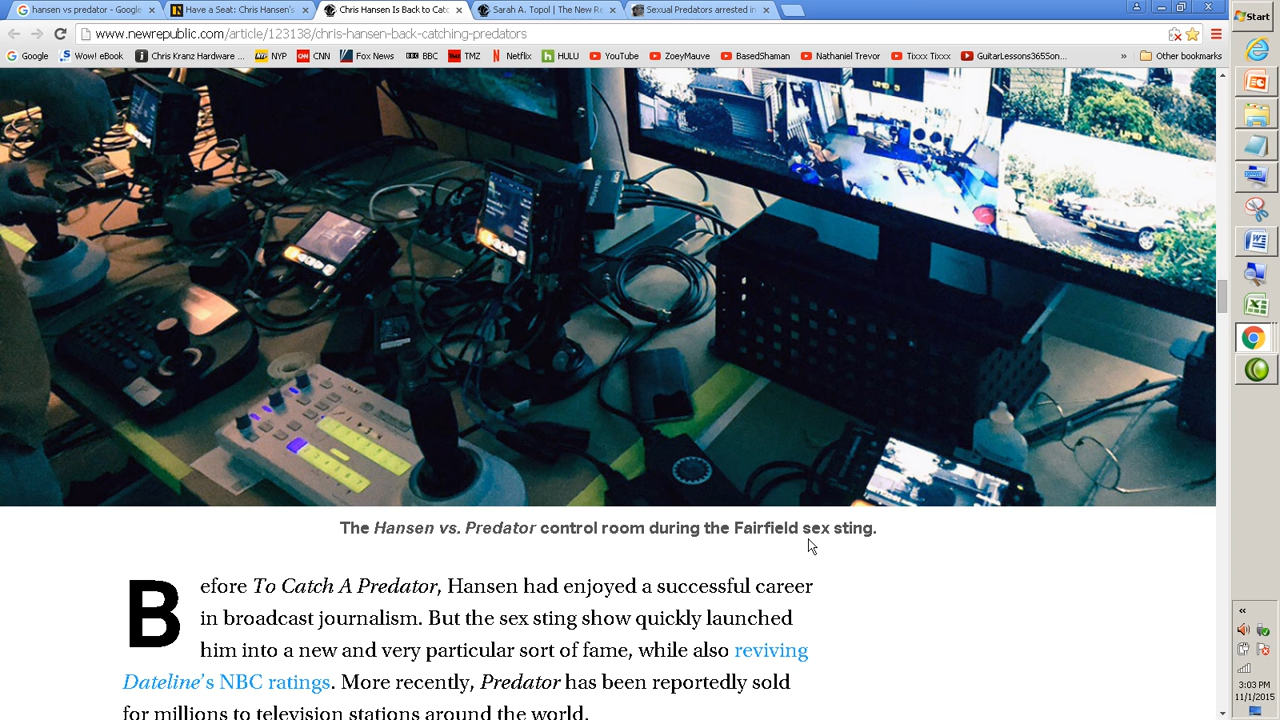 hansen vs predator - Google
Have a Seat: Chris Hansen's
Chris Hansen Is Back to Catc
Sarah A. Topol | The New Re
Sexual Predators arrested in
www.newrepublic.com/article/123138/chris-hansen-back-catching-predators
Google
Wow! eBook
Chris Kranz Hardware ...
NYP
CNN
Fox News
BBC
TMZ
Netflix
HULU
YouTube
ZoeyMauve
BasedShaman
Nathaniel Trevor
Tixxx Tixxx
GuitarLessons365on...
»
Other bookmarks
Start
The Hansen vs. Predator control room during the Fairfield sex sting.
Before To Catch A Predator, Hansen had enjoyed a successful career
in broadcast journalism. But the sex sting show quickly launched
him into a new and very particular sort of fame, while also reviving
Dateline's NBC ratings. More recently, Predator has been reportedly sold
for millions to television stations around the world.
3:03 PM
11/1/2015